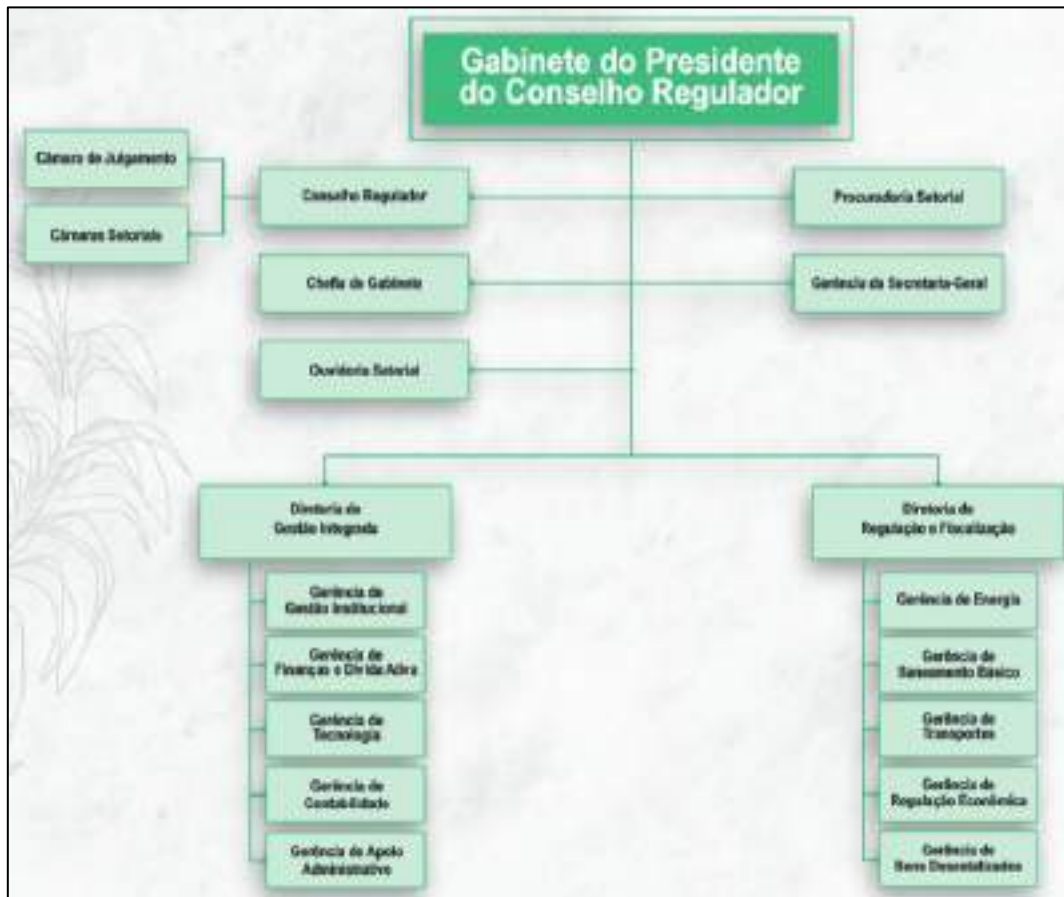 Gabinete do Presidente
do Conselho Regulador
Câmara de Julgamento
Câmaras Setoriais
Conselho Regulador
Procuradoria Setorial
Chefia de Gabinete
Gerência da Secretaria-Geral
Ouvidoria Setorial
Diretoria de
Gestão Integrada
Gerência de
Gestão Institucional
Gerência de
Finanças e Dívida Ativa
Gerência de
Tecnologia
Gerência de
Contabilidade
Gerência de Apoio
Administrativo
Diretoria de
Regulação e Fiscalização
Gerência de Energia
Gerência de
Saneamento Básico
Gerência de
Transportes
Gerência de
Regulação Econômica
Gerência de
Bens Desestatizados